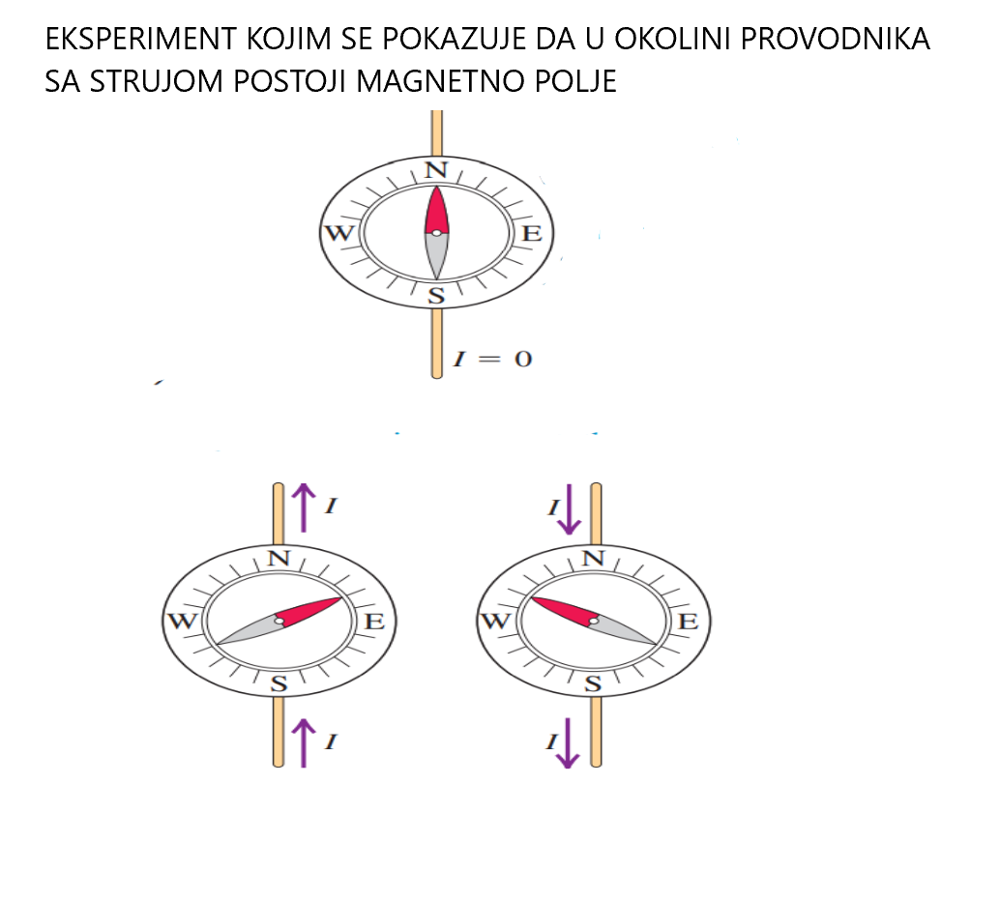 EKSPERIMENT KOJIM SE POKAZUJE DA U OKOLINI PROVODNIKA
SA STRUJOM POSTOJI MAGNETNO POLJE
N
W E
S
I = 0
I I
N N
W E W E
S S
I I